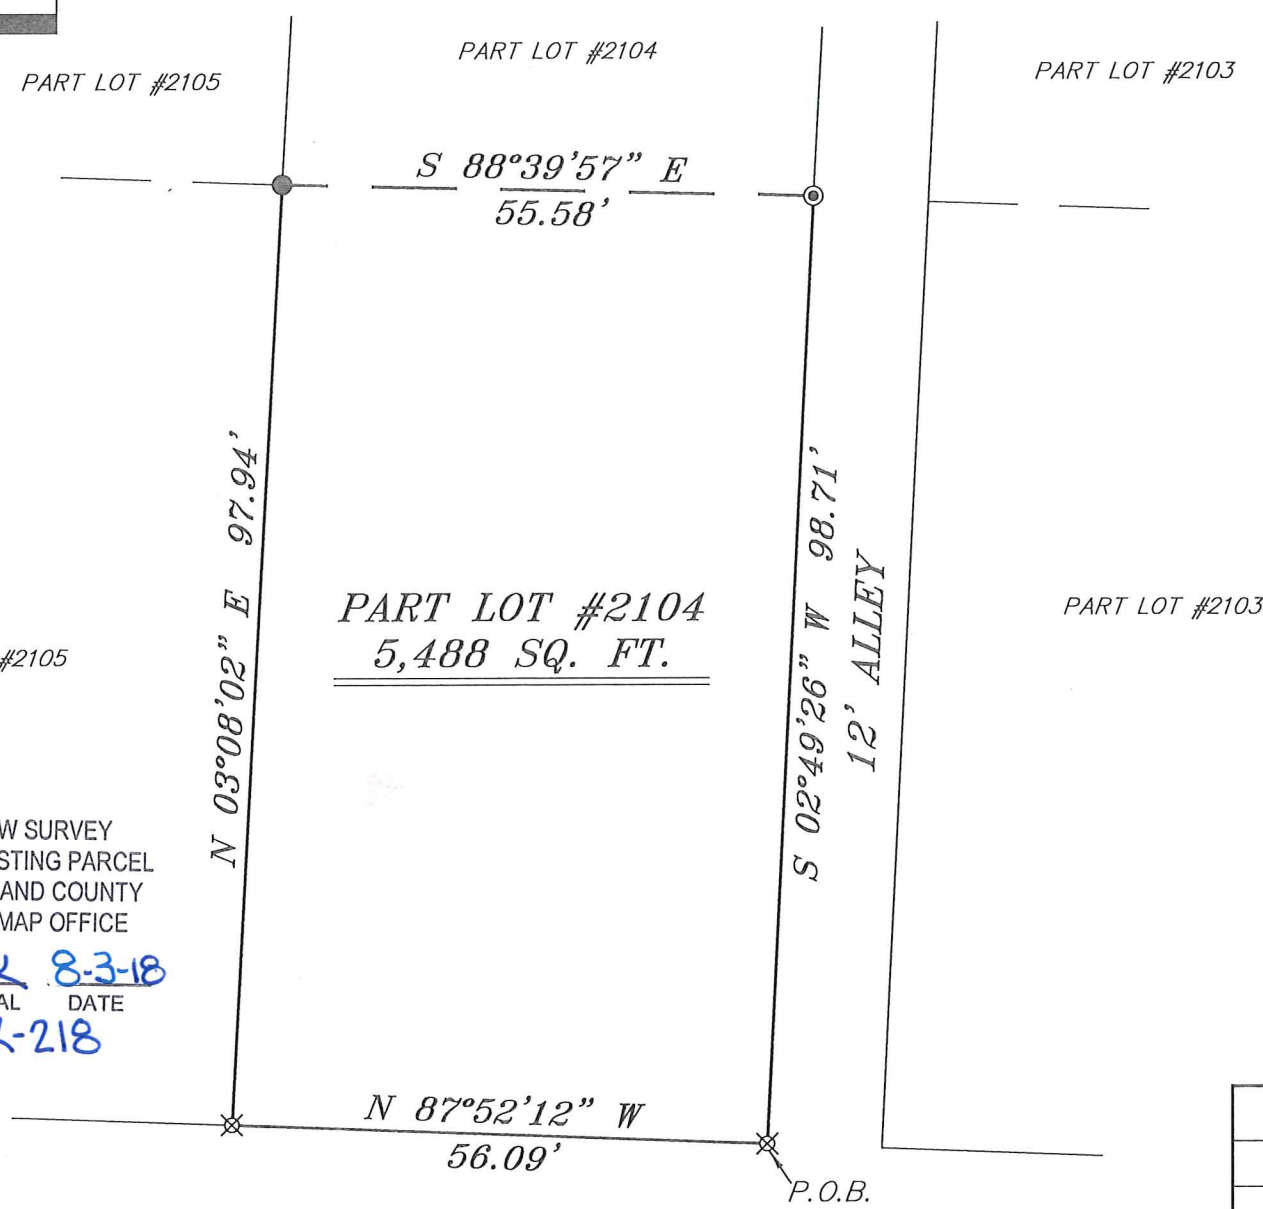 PART LOT #2104
PART LOT #2103
PART LOT #2105
S 88°39'57" E
55.58'
N 03°08'02" E 97.94'
S 02°49'26" W 98.71'
12' ALLEY
PART LOT #2104
5,488 SQ. FT.
PART LOT #2103
#2105
W SURVEY
STING PARCEL
AND COUNTY
MAP OFFICE
8-3-18
AL DATE
-218
N 87°52'12" W
56.09'
P.O.B.